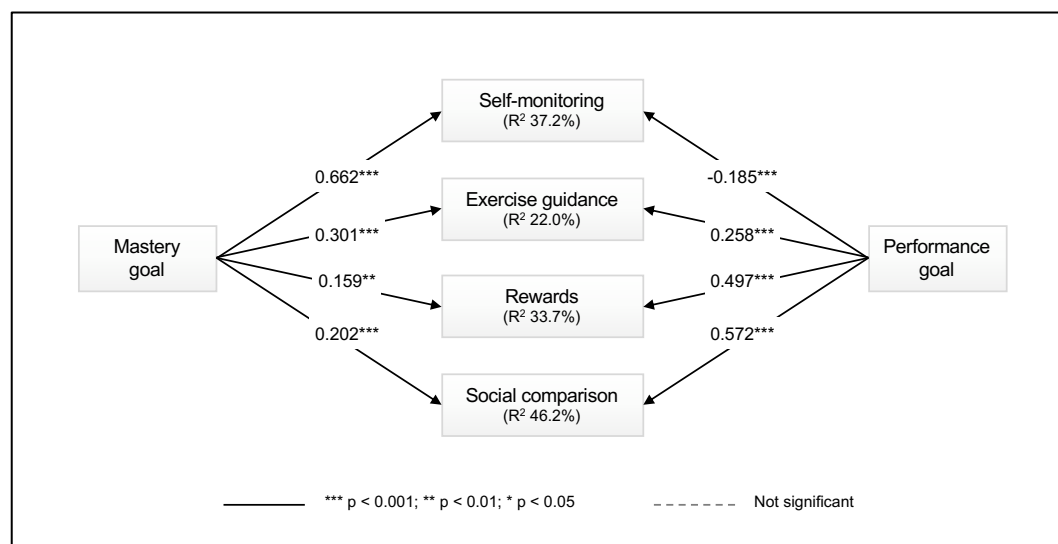 Self-monitoring
(R² 37.2%)
0.662***
-0.185***
Exercise guidance
(R² 22.0%)
0.301***
0.258***
Mastery
goal
Performance
goal
0.159**
0.497***
Rewards
(R² 33.7%)
0.202***
0.572***
Social comparison
(R² 46.2%)
*** p < 0.001; ** p < 0.01; * p < 0.05
Not significant